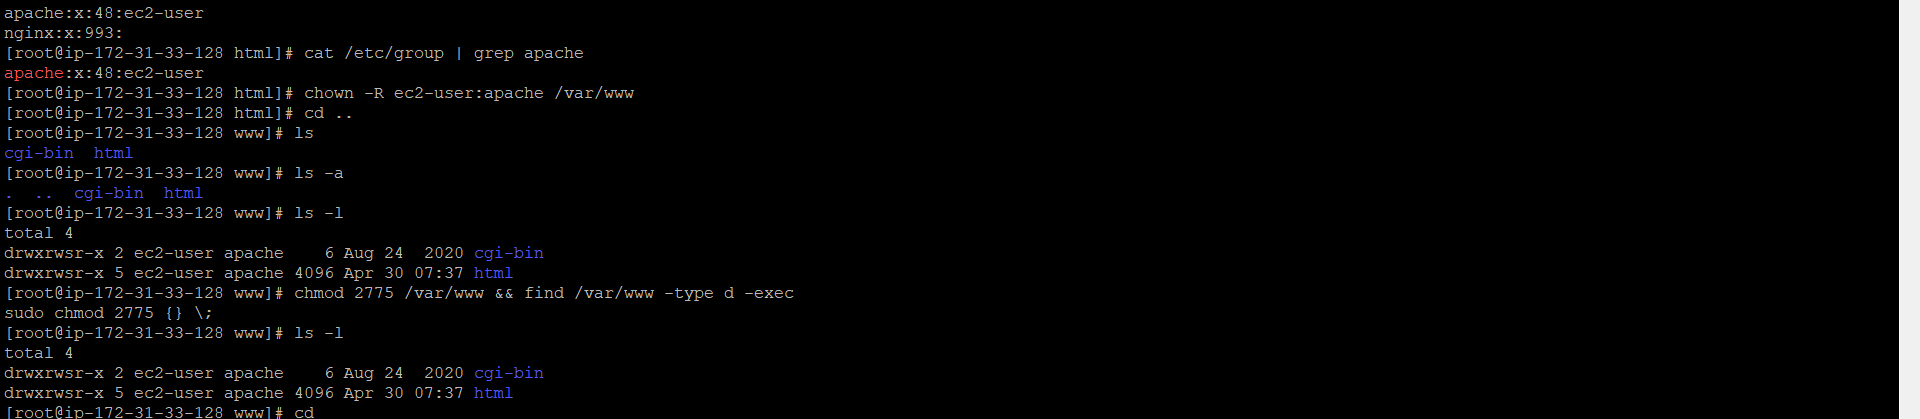 apache:x:48:ec2-user
nginx:x:993:
[root@ip-172-31-33-128 html]# cat /etc/group | grep apache
apache:x:48:ec2-user
[root@ip-172-31-33-128 html]# chown -R ec2-user:apache /var/www
[root@ip-172-31-33-128 html]# cd ..
[root@ip-172-31-33-128 www]# ls
cgi-bin  html
[root@ip-172-31-33-128 www]# ls -a
.  ..  cgi-bin  html
[root@ip-172-31-33-128 www]# ls -l
total 4
drwxrwsr-x 2 ec2-user apache    6 Aug 24  2020 cgi-bin
drwxrwsr-x 5 ec2-user apache 4096 Apr 30 07:37 html
[root@ip-172-31-33-128 www]# chmod 2775 /var/www && find /var/www -type d -exec
sudo chmod 2775 {} \;
[root@ip-172-31-33-128 www]# ls -l
total 4
drwxrwsr-x 2 ec2-user apache    6 Aug 24  2020 cgi-bin
drwxrwsr-x 5 ec2-user apache 4096 Apr 30 07:37 html
[root@ip-172-31-33-128 www]# cd